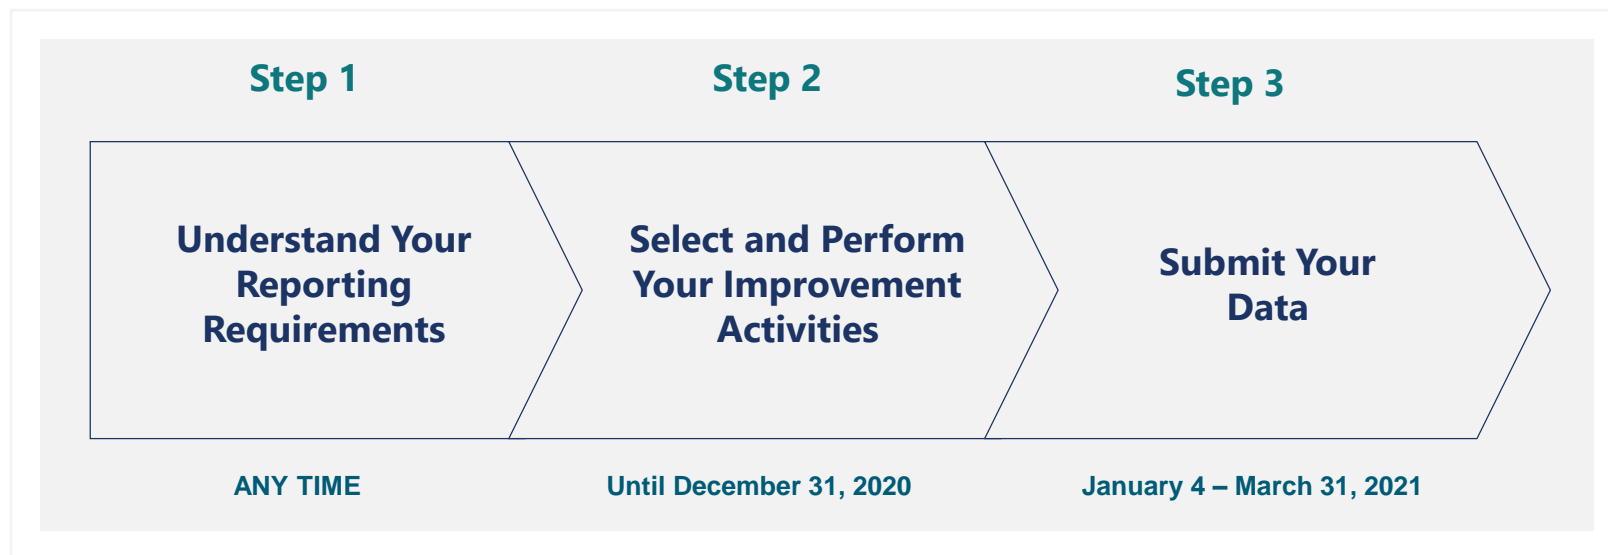 Step 1
Step 2
Step 3
Understand Your
Reporting
Requirements
Select and Perform
Your Improvement
Activities
Submit Your
Data
ANY TIME
Until December 31, 2020
January 4 – March 31, 2021